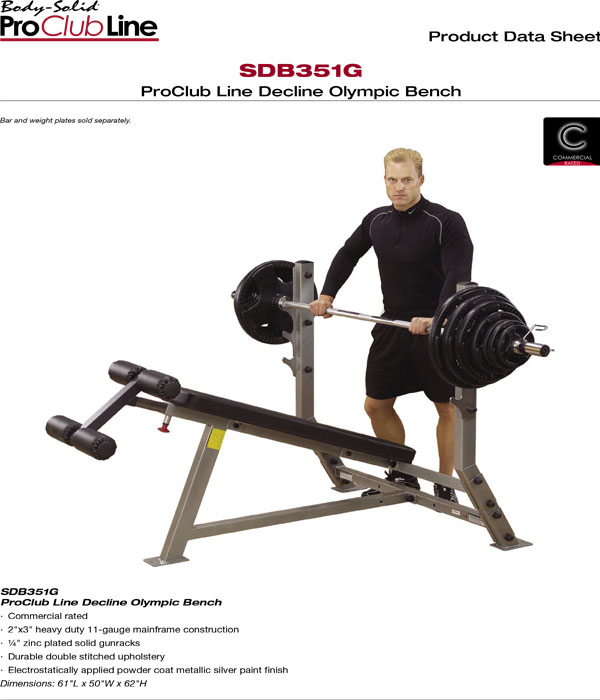 Body-Solid
ProClubLine
Product Data Sheet
SDB351G
ProClub Line Decline Olympic Bench
Bar and weight plates sold separately.
C
COMMERCIAL
RATED
SDB351G
ProClub Line Decline Olympic Bench
· Commercial rated
· 2"x3" heavy duty 11-gauge mainframe construction
· ¼" zinc plated solid gunracks
· Durable double stitched upholstery
· Electrostatically applied powder coat metallic silver paint finish
Dimensions: 61"L x 50"W x 62"H